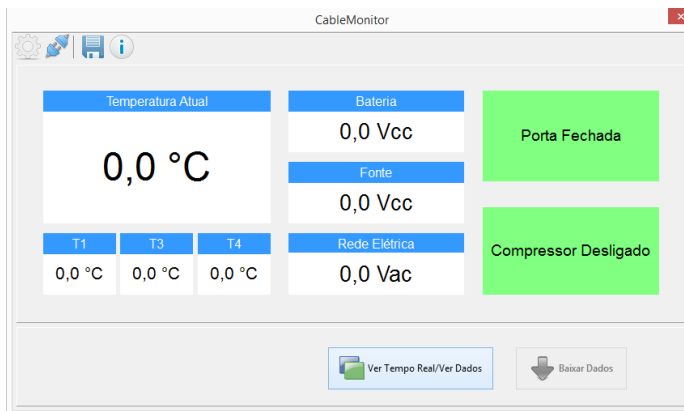 CableMonitor
Temperatura Atual
0,0 °C
T1
T3
T4
0,0 °C
0,0 °C
0,0 °C
Bateria
0,0 Vcc
Fonte
0,0 Vcc
Rede Elétrica
0,0 Vac
Porta Fechada
Compressor Desligado
Ver Tempo Real/Ver Dados
Baixar Dados